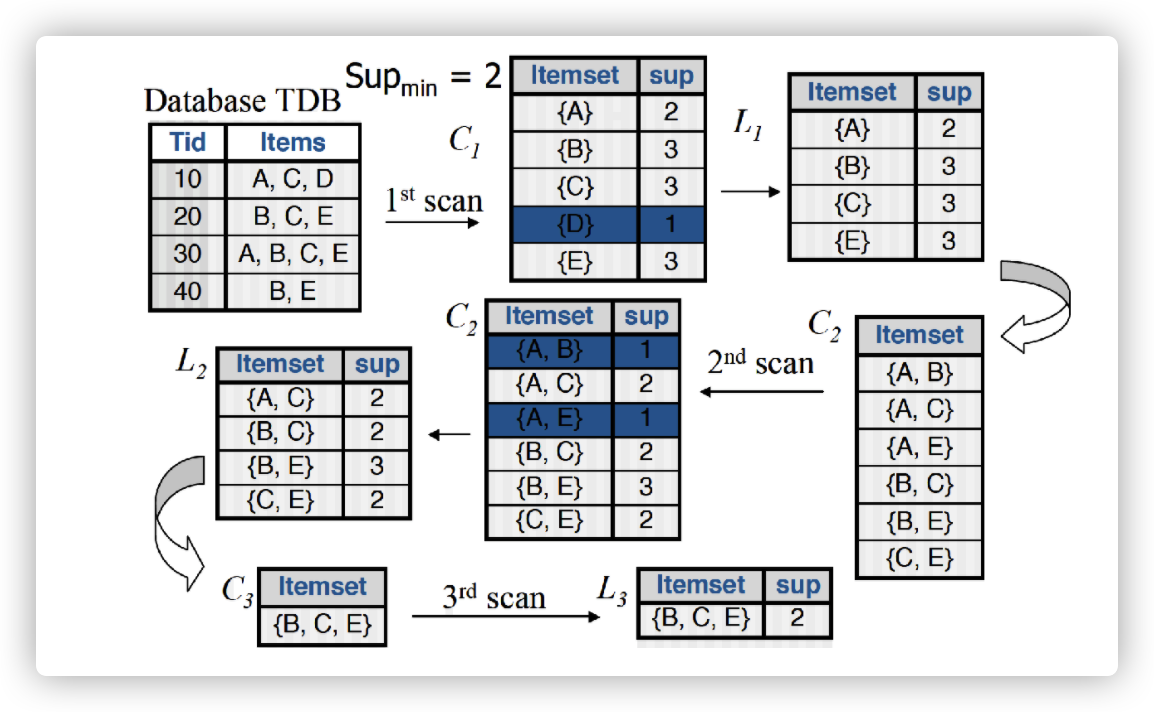 Sup_min = 2
Database TDB
Tid Items
10 A, C, D
20 B, C, E
30 A, B, C, E
40 B, E
1st scan
C1
Itemset sup
{A} 2
{B} 3
{C} 3
{D} 1
{E} 3
L1
Itemset sup
{A} 2
{B} 3
{C} 3
{E} 3
C2
Itemset
{A, B}
{A, C}
{A, E}
{B, C}
{B, E}
{C, E}
2nd scan
C2
Itemset sup
{A, B} 1
{A, C} 2
{A, E} 1
{B, C} 2
{B, E} 3
{C, E} 2
L2
Itemset sup
{A, C} 2
{B, C} 2
{B, E} 3
{C, E} 2
C3
Itemset
{B, C, E}
3rd scan
L3
Itemset sup
{B, C, E} 2